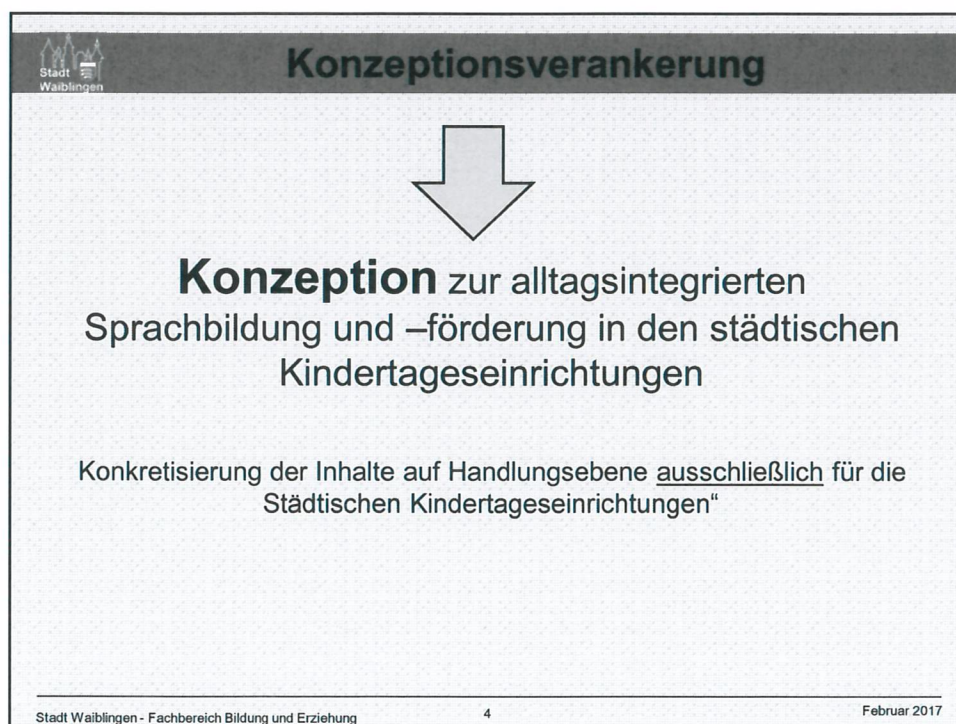 Stadt
Waiblingen
Konzeptionsverankerung
Konzeption zur alltagsintegrierten
Sprachbildung und –förderung in den städtischen
Kindertageseinrichtungen
Konkretisierung der Inhalte auf Handlungsebene ausschließlich für die
Städtischen Kindertageseinrichtungen“
Stadt Waiblingen - Fachbereich Bildung und Erziehung
4
Februar 2017